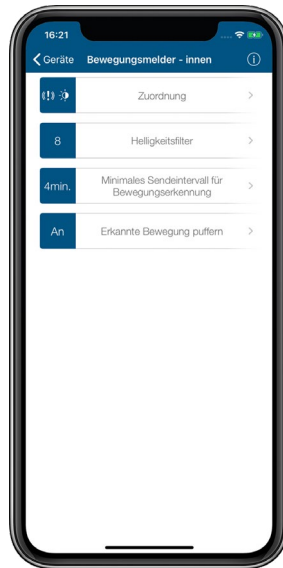 16:21
Geräte Bewegungsmelder - innen
Zuordnung
8 Helligkeitsfilter
4min. Minimales Sendeintervall für
Bewegungserkennung
An Erkannte Bewegung puffern